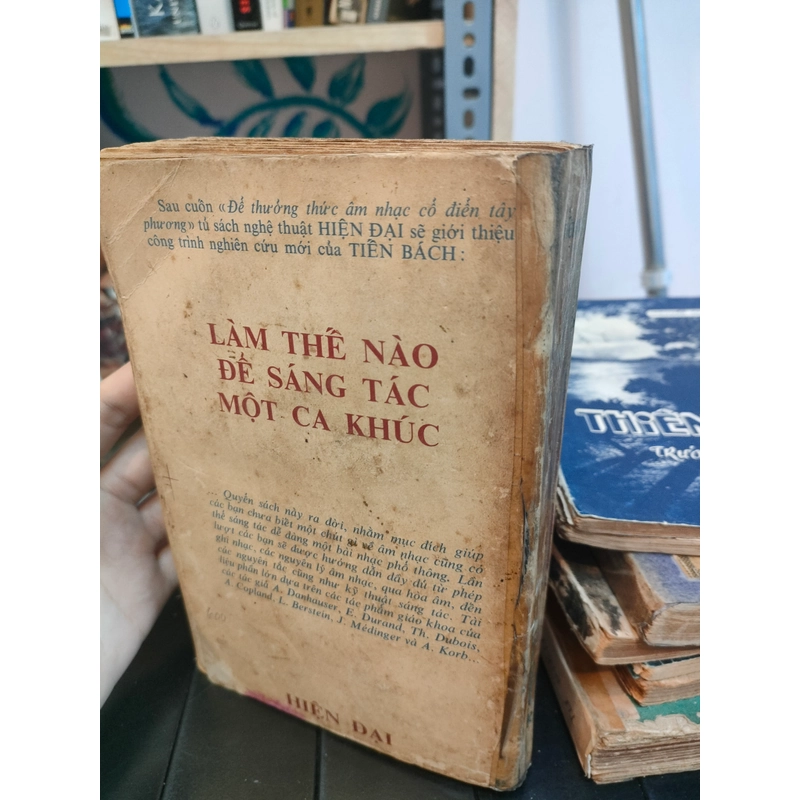 Sau cuốn «Để thưởng thức âm nhạc cổ điển tây
phương» tủ sách nghệ thuật HIỆN ĐẠI sẽ giới thiệu
công trình nghiên cứu mới của TIẾN BÁCH :
LÀM THẾ NÀO
ĐỂ SÁNG TÁC
MỘT CA KHÚC
... Quyển sách này ra đời, nhằm mục đích giúp
các bạn chưa biết một chút gì về âm nhạc cũng có
thể sáng tác dễ dàng một bài nhạc phổ thông. Lần
lượt các bạn sẽ được hướng dẫn đầy đủ từ phép
ghi nhạc, các nguyên lý âm nhạc, qua hòa âm, đến
các nguyên tắc cũng như kỹ thuật sáng tác. Tài
liệu phần lớn dựa trên các tác phẩm giáo khoa của
các tác giả A. Danhauser, E. Durand, Th. Dubois,
A. Copland, L. Berstein, J. Médinger và A. Korb...
HIỆN ĐẠI
THIÊN